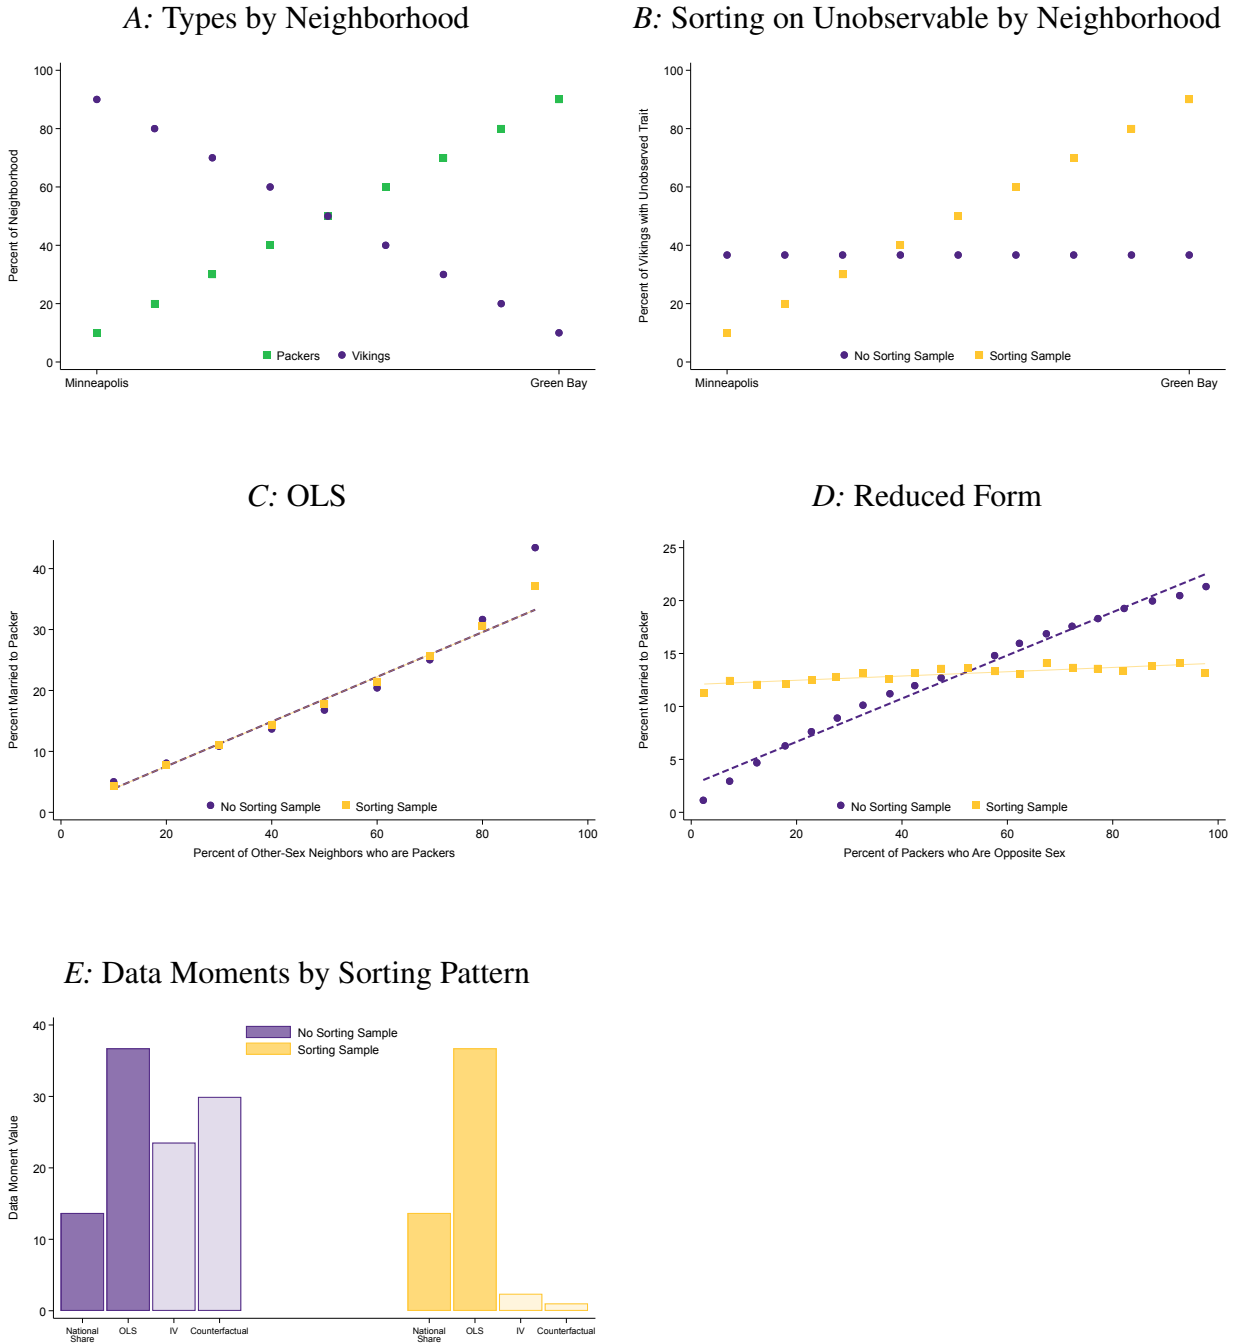 A: Types by Neighborhood
Percent of Neighborhood
100
80
60
40
20
0
Packers
Vikings
Minneapolis
Green Bay
B: Sorting on Unobservable by Neighborhood
Percent of Vikings with Unobserved Trait
100
80
60
40
20
0
No Sorting Sample
Sorting Sample
Minneapolis
Green Bay
C: OLS
Percent Married to Packer
40
30
20
10
0
No Sorting Sample
Sorting Sample
0
20
40
60
80
100
Percent of Other-Sex Neighbors who are Packers
D: Reduced Form
Percent Married to Packer
25
20
15
10
5
0
No Sorting Sample
Sorting Sample
0
20
40
60
80
100
Percent of Packers who Are Opposite Sex
E: Data Moments by Sorting Pattern
Data Moment Value
40
30
20
10
0
No Sorting Sample
Sorting Sample
National
Share
OLS
IV
Counterfactual
National
Share
OLS
IV
Counterfactual